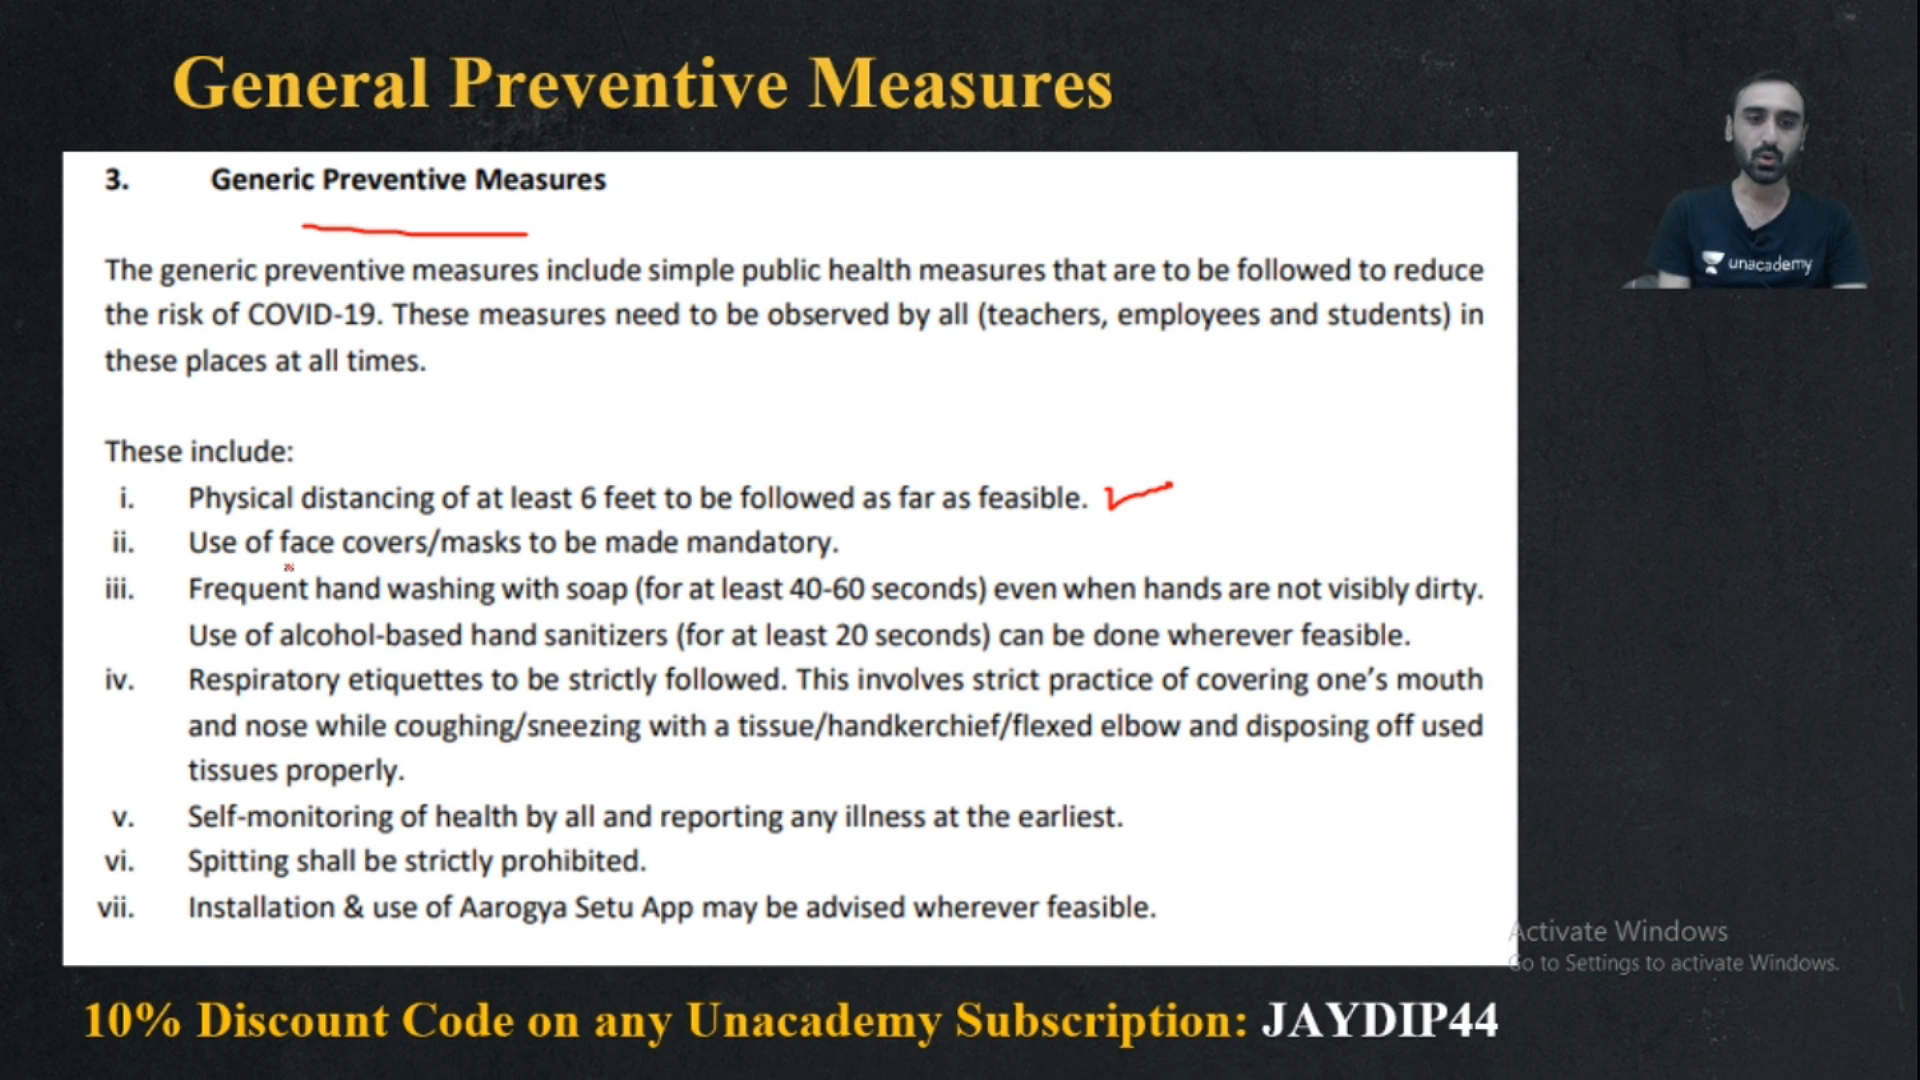 General Preventive Measures
3. Generic Preventive Measures
The generic preventive measures include simple public health measures that are to be followed to reduce
the risk of COVID-19. These measures need to be observed by all (teachers, employees and students) in
these places at all times.
These include:
i. Physical distancing of at least 6 feet to be followed as far as feasible.
ii. Use of face covers/masks to be made mandatory.
iii. Frequent hand washing with soap (for at least 40-60 seconds) even when hands are not visibly dirty.
Use of alcohol-based hand sanitizers (for at least 20 seconds) can be done wherever feasible.
iv. Respiratory etiquettes to be strictly followed. This involves strict practice of covering one's mouth
and nose while coughing/sneezing with a tissue/handkerchief/flexed elbow and disposing off used
tissues properly.
v. Self-monitoring of health by all and reporting any illness at the earliest.
vi. Spitting shall be strictly prohibited.
vii. Installation & use of Aarogya Setu App may be advised wherever feasible.
unacademy
Activate Windows
Go to Settings to activate Windows.
10% Discount Code on any Unacademy Subscription: JAYDIP44